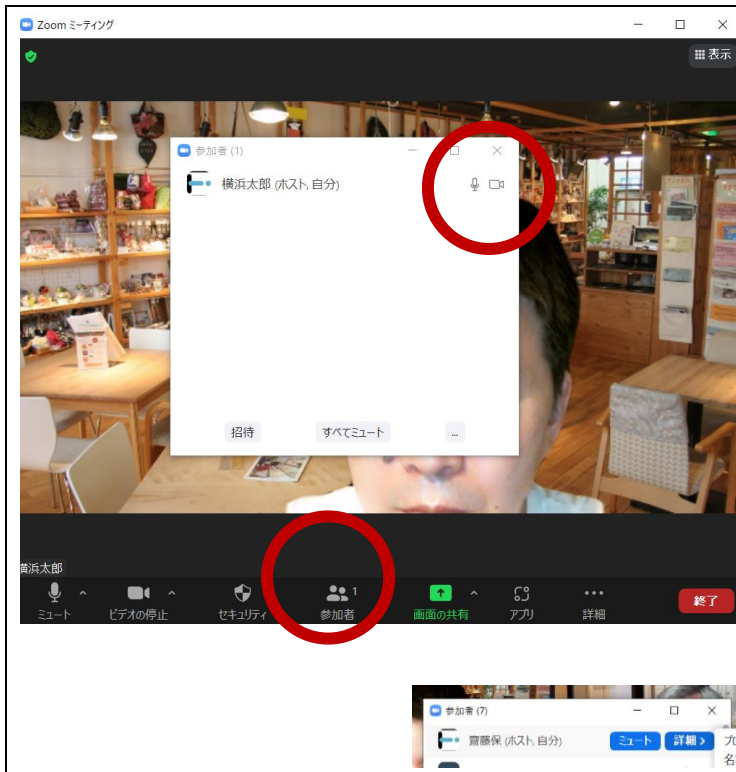 Zoom ミーティング
表示
参加者 (1)
横浜太郎 (ホスト, 自分)
招待 すべてミュート ...
横浜太郎
1
ミュート ビデオの停止 セキュリティ 参加者 画面の共有 アプリ 詳細 終了
参加者 (7)
齋藤保 (ホスト, 自分) ミュート 詳細 >